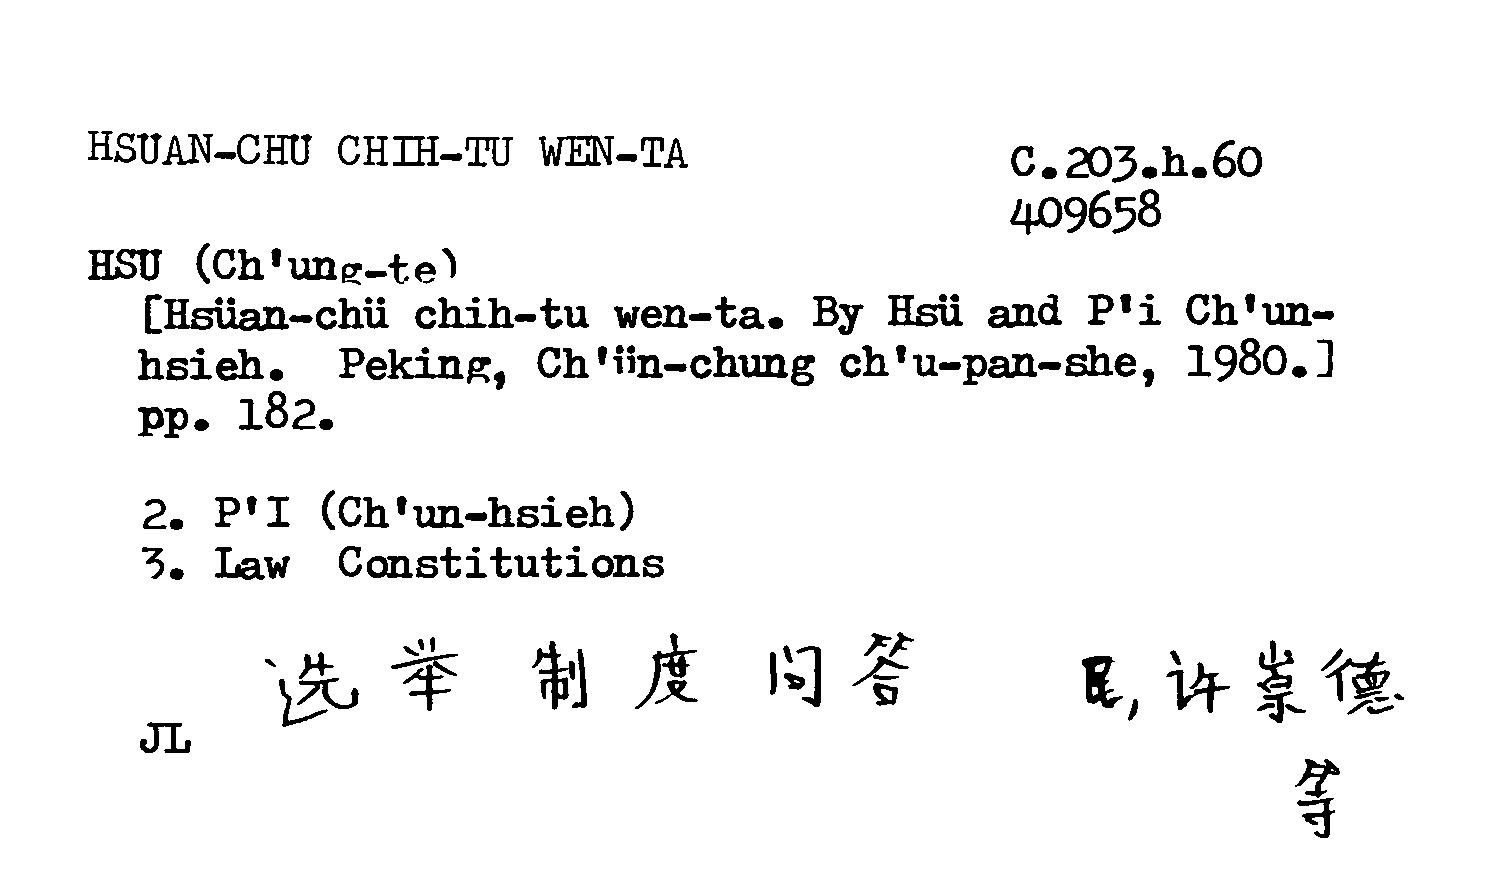 HSUAN-CHU CHIH-TU WEN-TA
C.203.h.60
409658
HSU (Ch'ung-te)
[Hsüan-chü chih-tu wen-ta. By Hsü and P'i Ch'un-
hsieh. Peking, Ch'ün-chung ch'u-pan-she, 1980.]
pp. 182.
2. P'I (Ch'un-hsieh)
3. Law Constitutions
选举制度问答 民,许崇德
等
JL